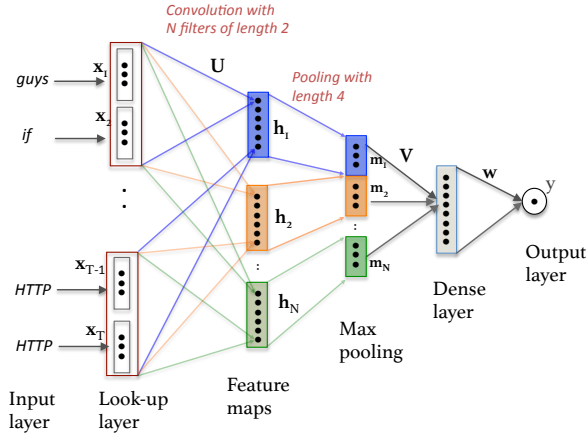 Convolution with
N filters of length 2
Pooling with
length 4
guys
x1
U
if
x2
h1
m1
V
m2
w
y
h2
:
:
HTTP
xT-1
hN
mN
HTTP
xT
Output
layer
Dense
layer
Max
pooling
Feature
maps
Input
layer
Look-up
layer